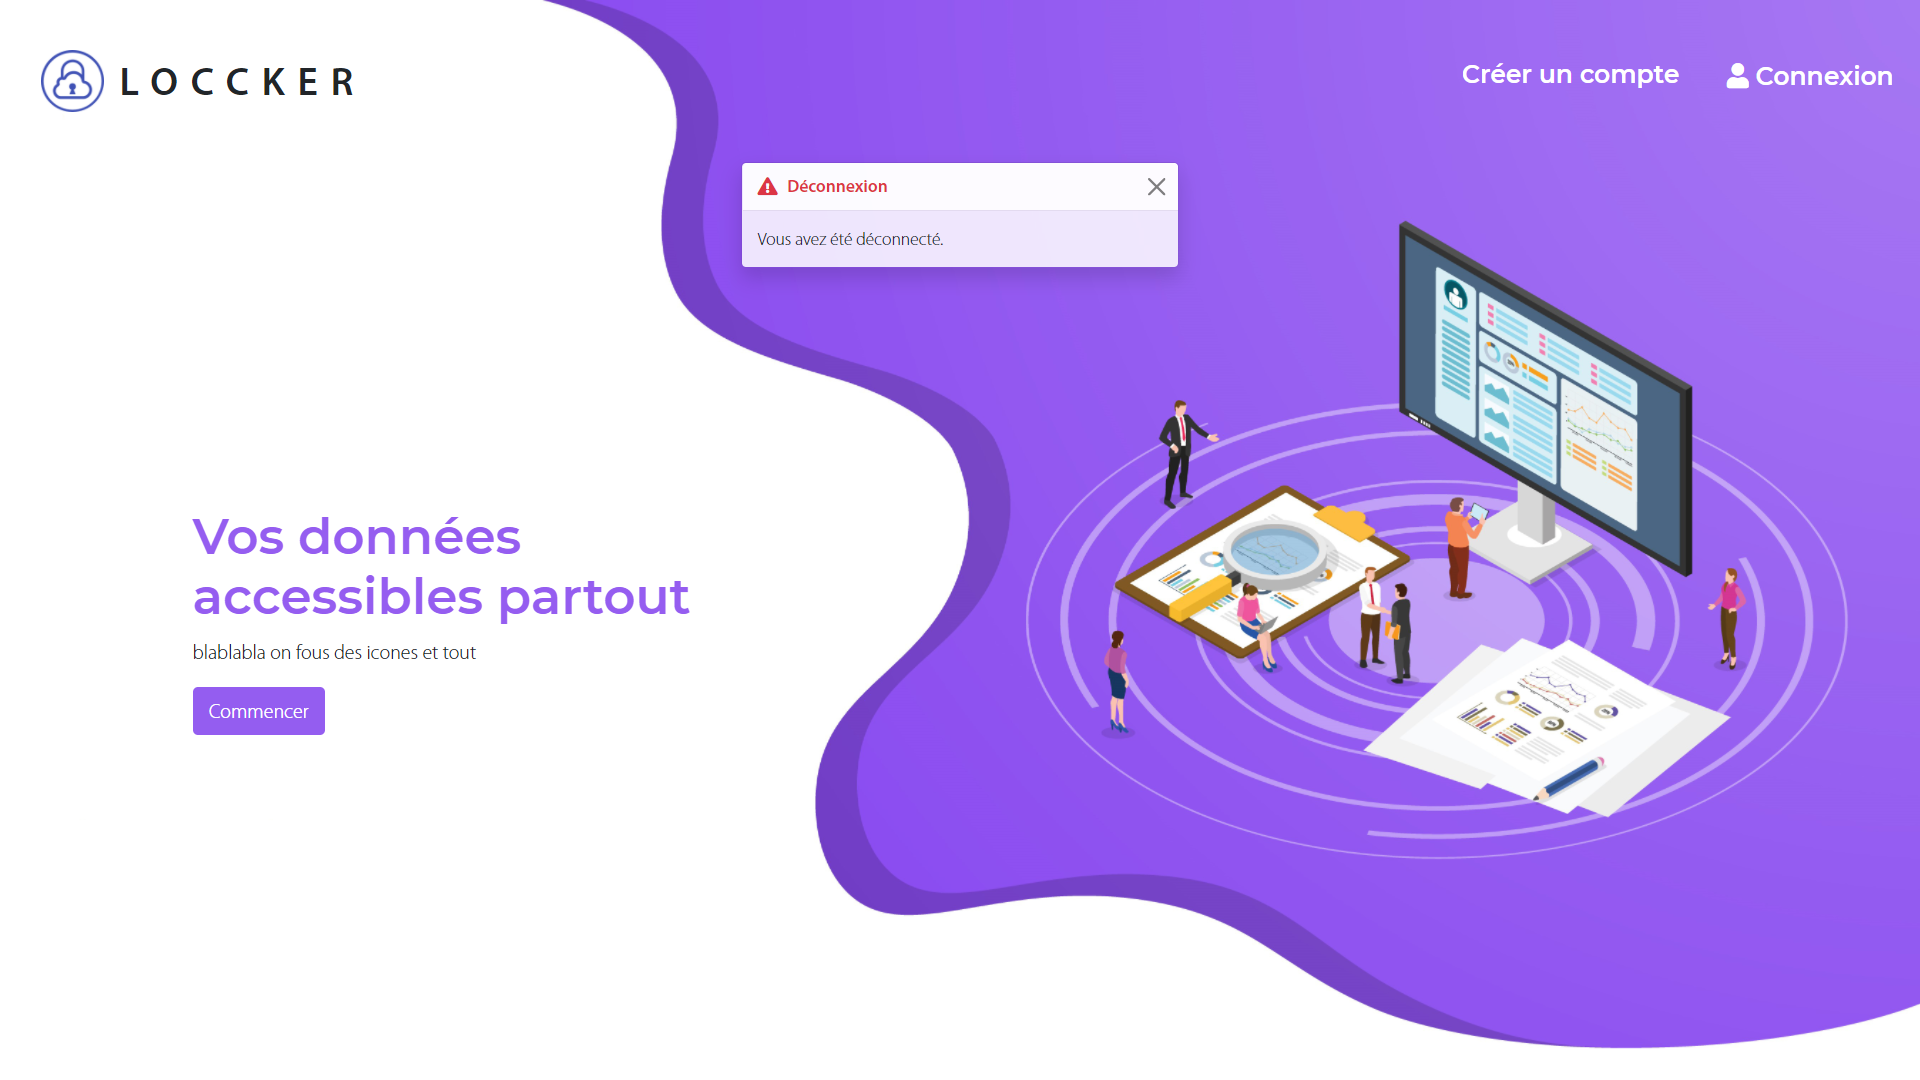 LOCCKER
Créer un compte
Connexion
Déconnexion
Vous avez été déconnecté.
Vos données
accessibles partout
blablabla on fous des icones et tout
Commencer